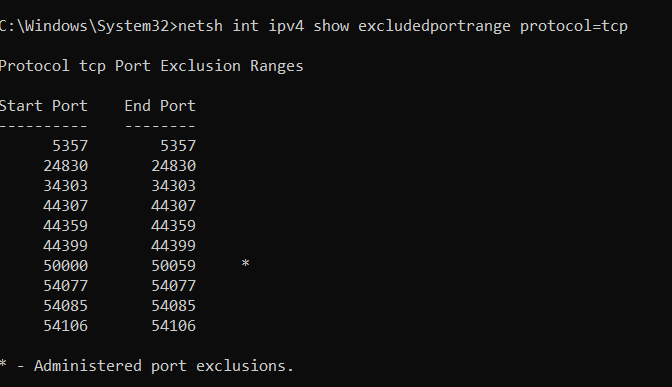 C:\Windows\System32>netsh int ipv4 show excludedportrange protocol=tcp
Protocol tcp Port Exclusion Ranges
Start Port    End Port
----------    --------
5357        5357
24830       24830
34303       34303
44307       44307
44359       44359
44399       44399
50000       50059     *
54077       54077
54085       54085
54106       54106
* - Administered port exclusions.